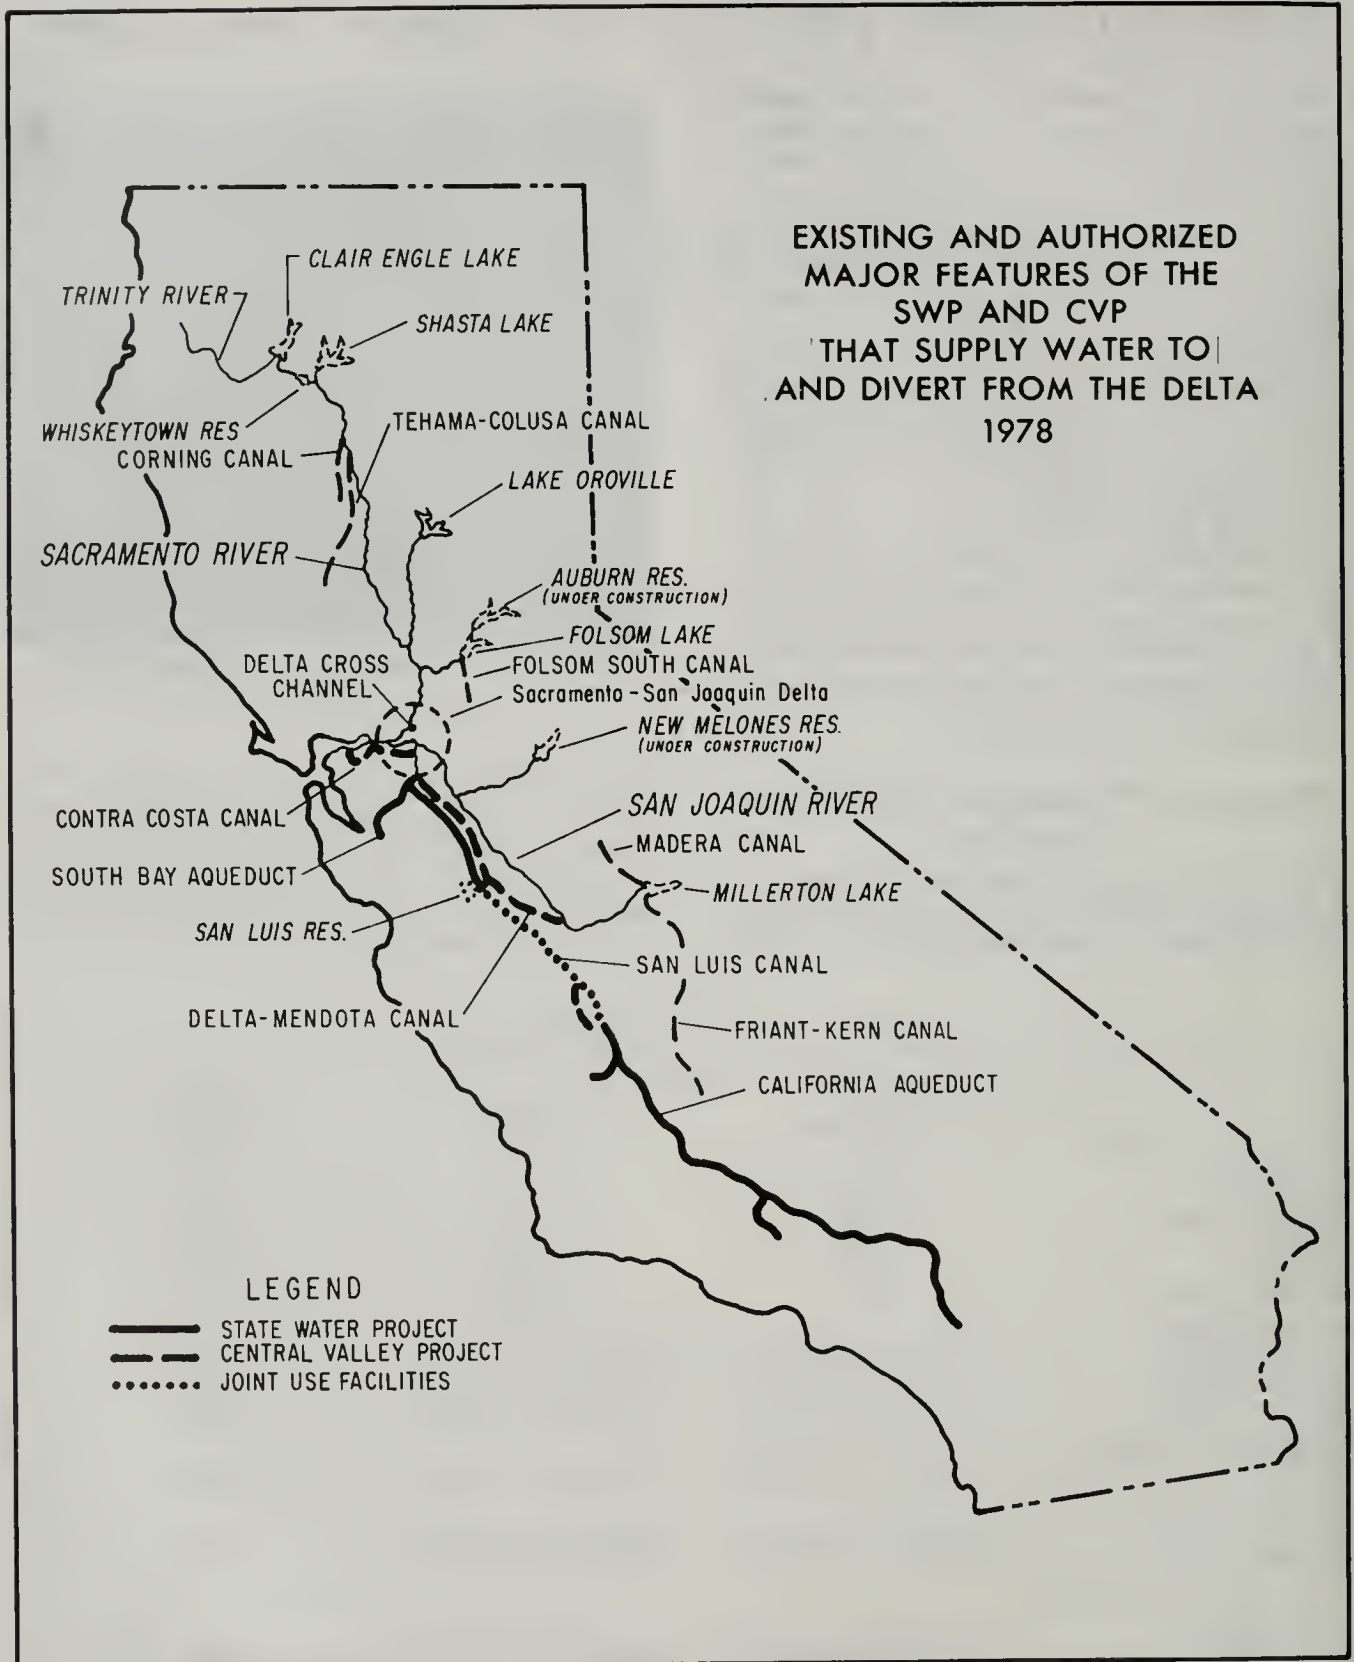 EXISTING AND AUTHORIZED
MAJOR FEATURES OF THE
SWP AND CVP
THAT SUPPLY WATER TO
AND DIVERT FROM THE DELTA
1978
CLAIR ENGLE LAKE
TRINITY RIVER
SHASTA LAKE
WHISKEYTOWN RES
TEHAMA-COLUSA CANAL
CORNING CANAL
LAKE OROVILLE
SACRAMENTO RIVER
AUBURN RES.
(UNDER CONSTRUCTION)
FOLSOM LAKE
DELTA CROSS
CHANNEL
FOLSOM SOUTH CANAL
Sacramento-San Joaquin Delta
NEW MELONES RES.
(UNDER CONSTRUCTION)
SAN JOAQUIN RIVER
CONTRA COSTA CANAL
MADERA CANAL
SOUTH BAY AQUEDUCT
MILLERTON LAKE
SAN LUIS RES.
SAN LUIS CANAL
DELTA-MENDOTA CANAL
FRIANT-KERN CANAL
CALIFORNIA AQUEDUCT
LEGEND
STATE WATER PROJECT
CENTRAL VALLEY PROJECT
JOINT USE FACILITIES